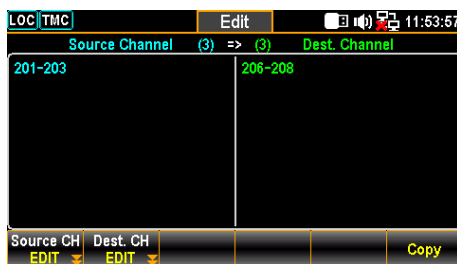 LOC TMC Edit 11:53:57
Source Channel (3) => (3) Dest. Channel
201-203 206-208
Source CH Dest. CH
EDIT EDIT Copy